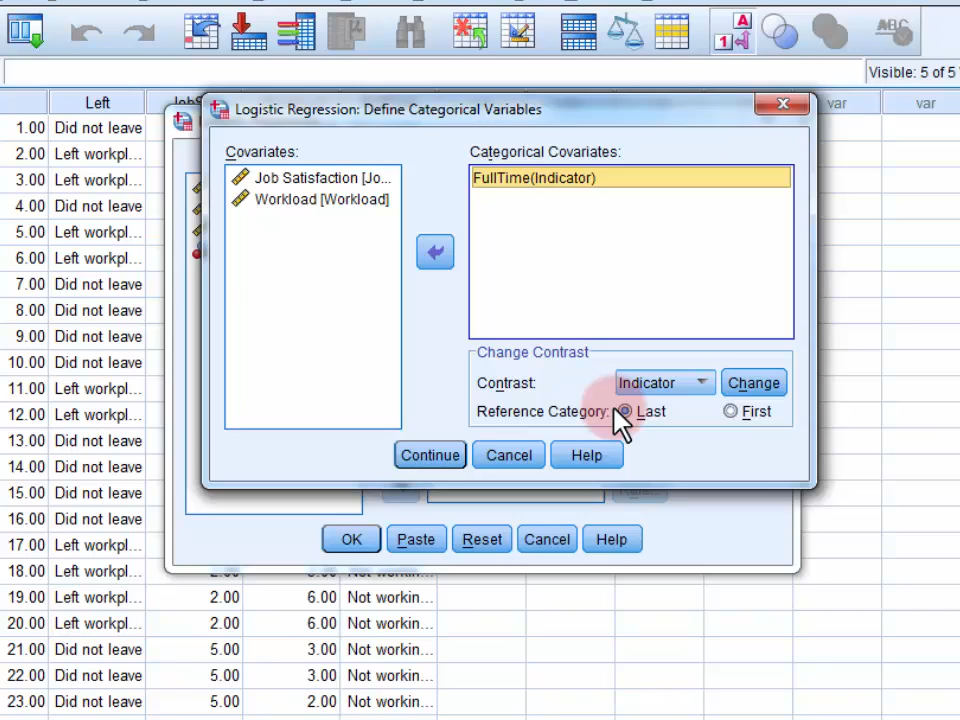 A
1
ABC
Visible: 5 of 5
Left
var
var
Logistic Regression: Define Categorical Variables
Covariates:
Categorical Covariates:
Job Satisfaction [Jo...
Workload [Workload]
FullTime(Indicator)
Change Contrast
Contrast:
Indicator
Change
Reference Category:
Last
First
Continue
Cancel
Help
OK
Paste
Reset
Cancel
Help
1.00 Did not leave
2.00 Left workpl...
3.00 Left workpl...
4.00 Left workpl...
5.00 Left workpl...
6.00 Left workpl...
7.00 Did not leave
8.00 Did not leave
9.00 Did not leave
10.00 Did not leave
11.00 Left workpl...
12.00 Left workpl...
13.00 Did not leave
14.00 Did not leave
15.00 Did not leave
16.00 Did not leave
17.00 Left workpl...
18.00 Left workpl...
19.00 Left workpl... 2.00 6.00 Not workin...
20.00 Left workpl... 2.00 6.00 Not workin...
21.00 Did not leave 5.00 3.00 Not workin...
22.00 Did not leave 5.00 3.00 Not workin...
23.00 Did not leave 5.00 2.00 Not workin...